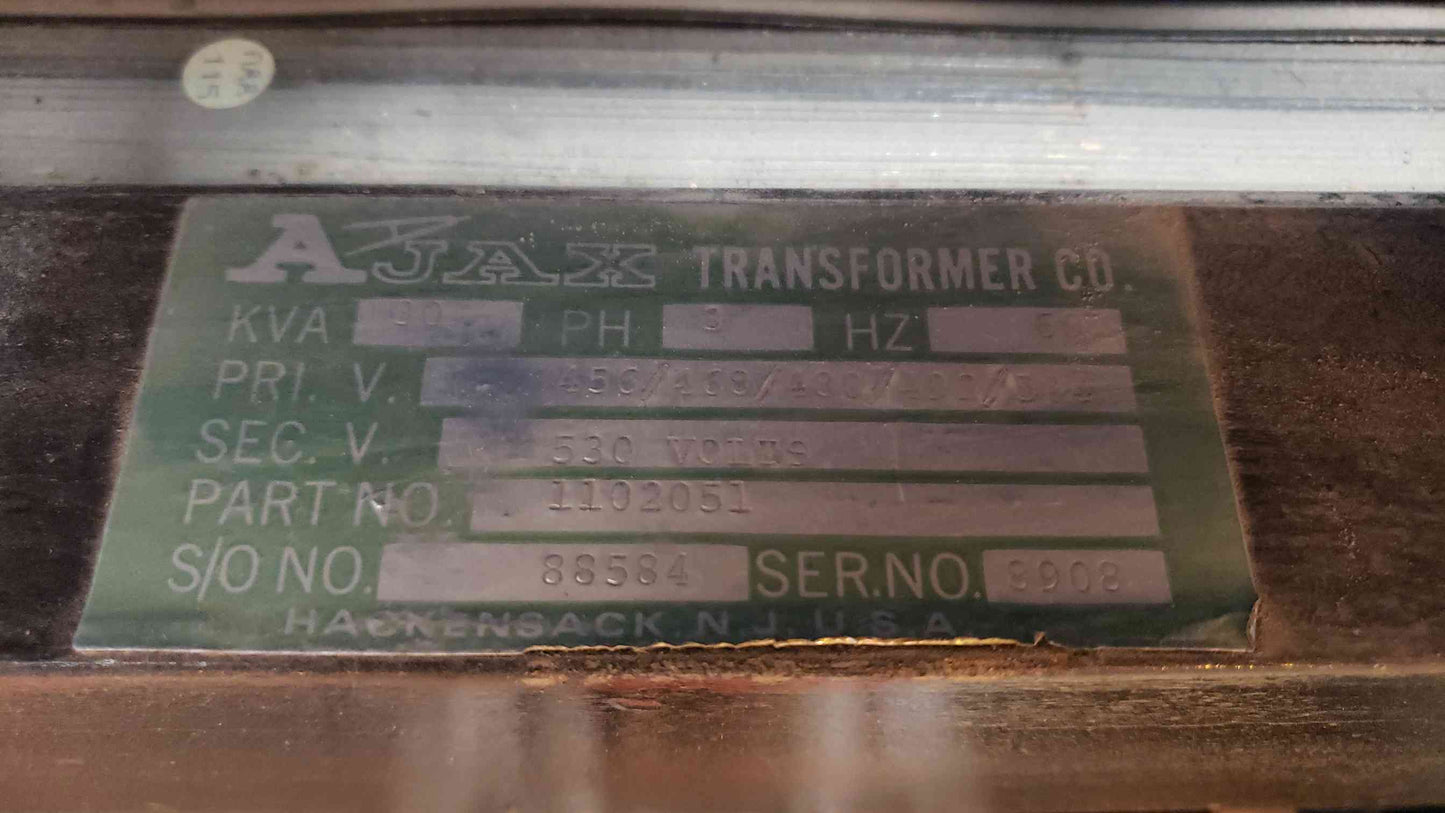 115
AJAX TRANSFORMER CO.
KVA PH 3 HZ
PRI. V.
SEC. V. 530 VOLTS
PART NO. 1102051
S/O NO. 88584 SER. NO. 8908
HACKENSACK, N.J. U.S.A.